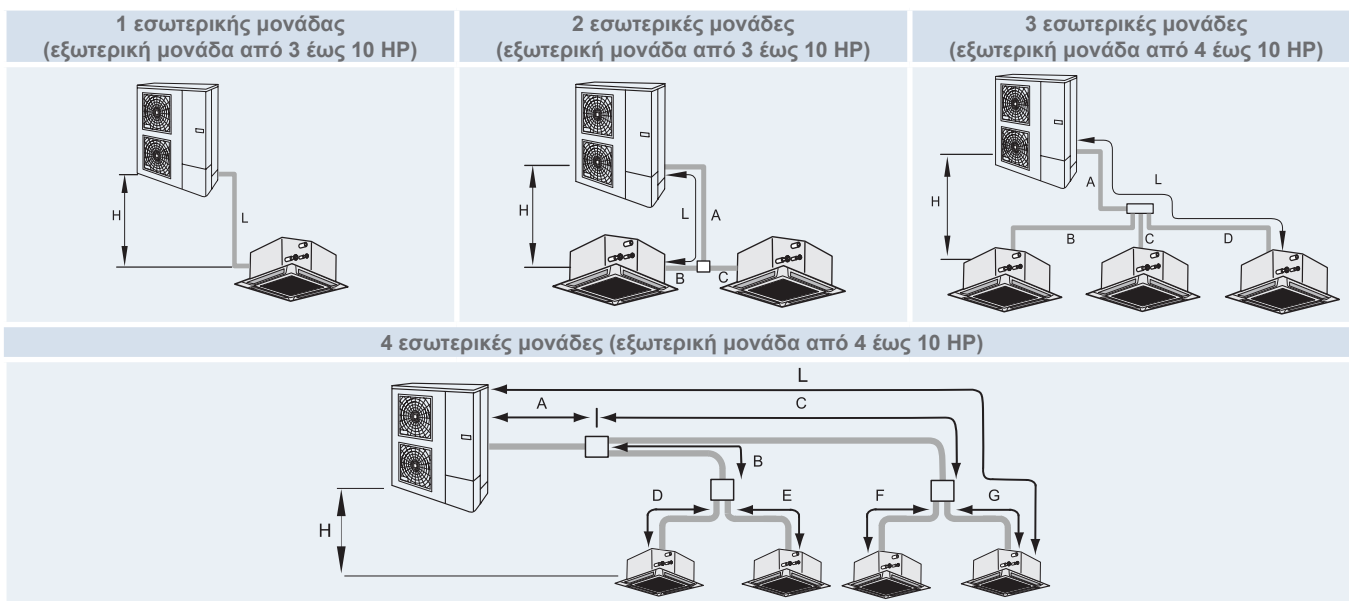 1 εσωτερικής μονάδας
(εξωτερική μονάδα από 3 έως 10 HP)
2 εσωτερικές μονάδες
(εξωτερική μονάδα από 3 έως 10 HP)
3 εσωτερικές μονάδες
(εξωτερική μονάδα από 4 έως 10 HP)
H
L
H
L
A
B
C
H
A
L
B
C
D
4 εσωτερικές μονάδες (εξωτερική μονάδα από 4 έως 10 HP)
L
A
C
B
D
E
F
G
H